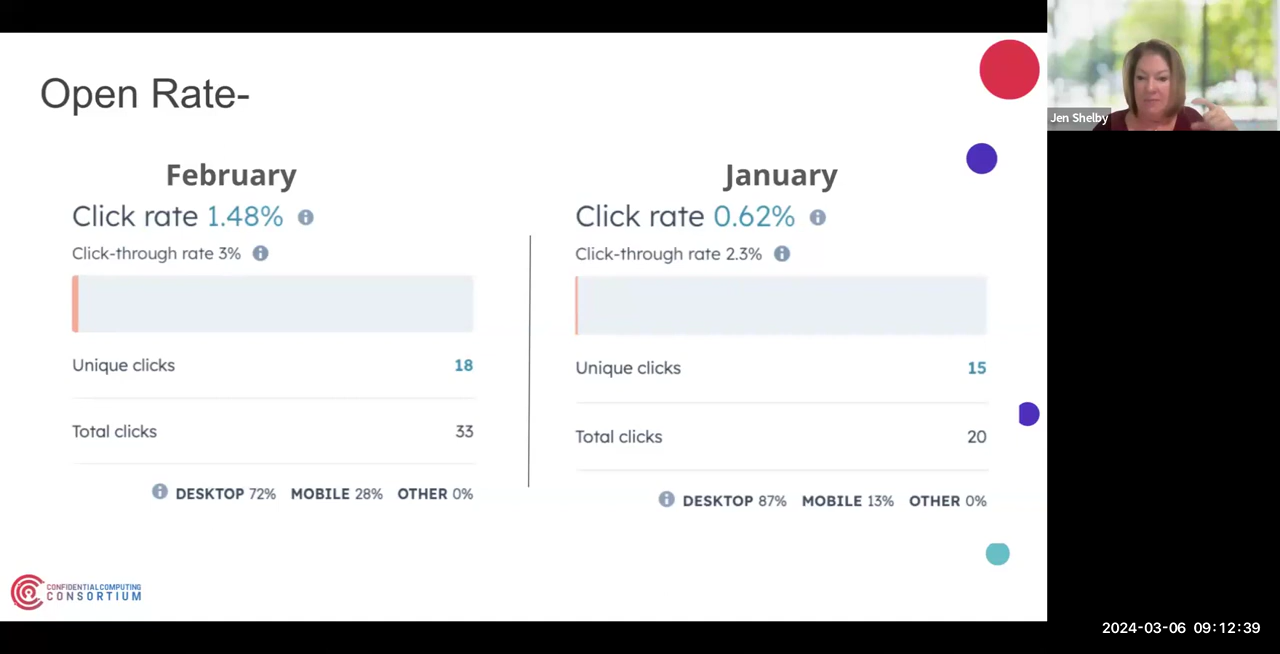 Open Rate-
February
Click rate 1.48%
Click-through rate 3%
Unique clicks 18
Total clicks 33
DESKTOP 72% MOBILE 28% OTHER 0%
January
Click rate 0.62%
Click-through rate 2.3%
Unique clicks 15
Total clicks 20
DESKTOP 87% MOBILE 13% OTHER 0%
CONFIDENTIAL COMPUTING
CONSORTIUM
Jen Shelby
2024-03-06 09:12:39